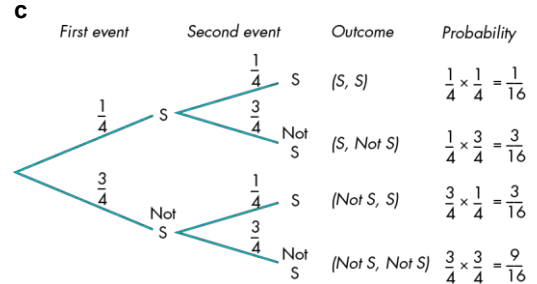 c
First event Second event Outcome Probability
1/4 S (S, S) 1/4 × 1/4 = 1/16
1/4 S
3/4 Not S (S, Not S) 1/4 × 3/4 = 3/16
3/4 Not S
1/4 S (Not S, S) 3/4 × 1/4 = 3/16
3/4 Not S (Not S, Not S) 3/4 × 3/4 = 9/16